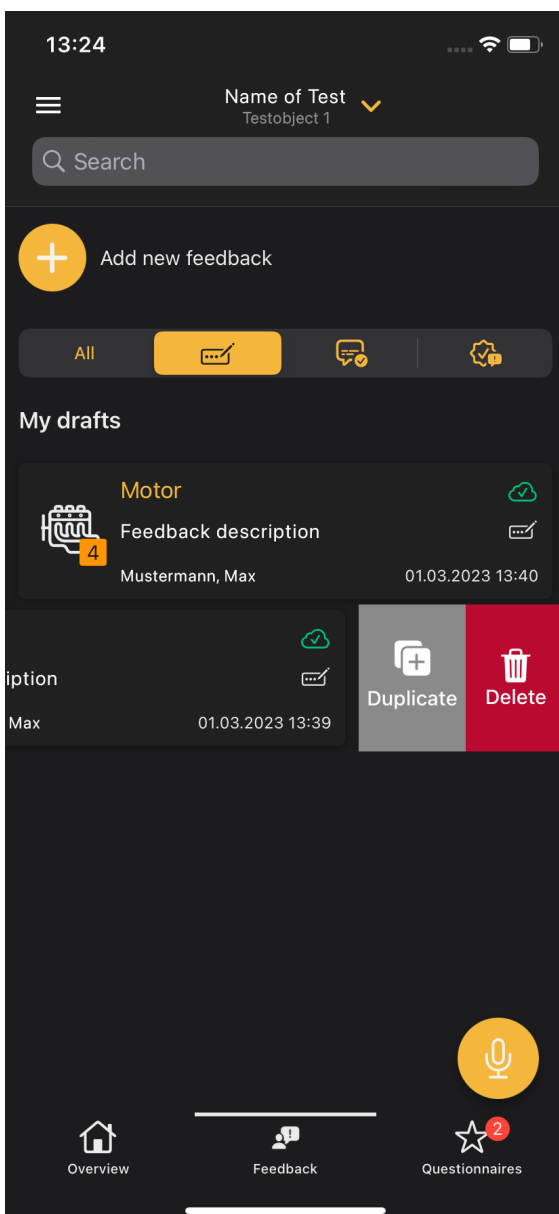 13:24
Name of Test
Testobject 1
Search
Add new feedback
All
My drafts
Motor
Feedback description
4
Mustermann, Max 01.03.2023 13:40
iption
Max 01.03.2023 13:39
Duplicate Delete
2
Overview Feedback Questionnaires